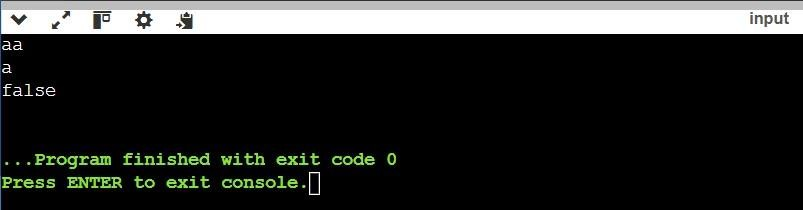 input
aa
a
false
...Program finished with exit code 0
Press ENTER to exit console.